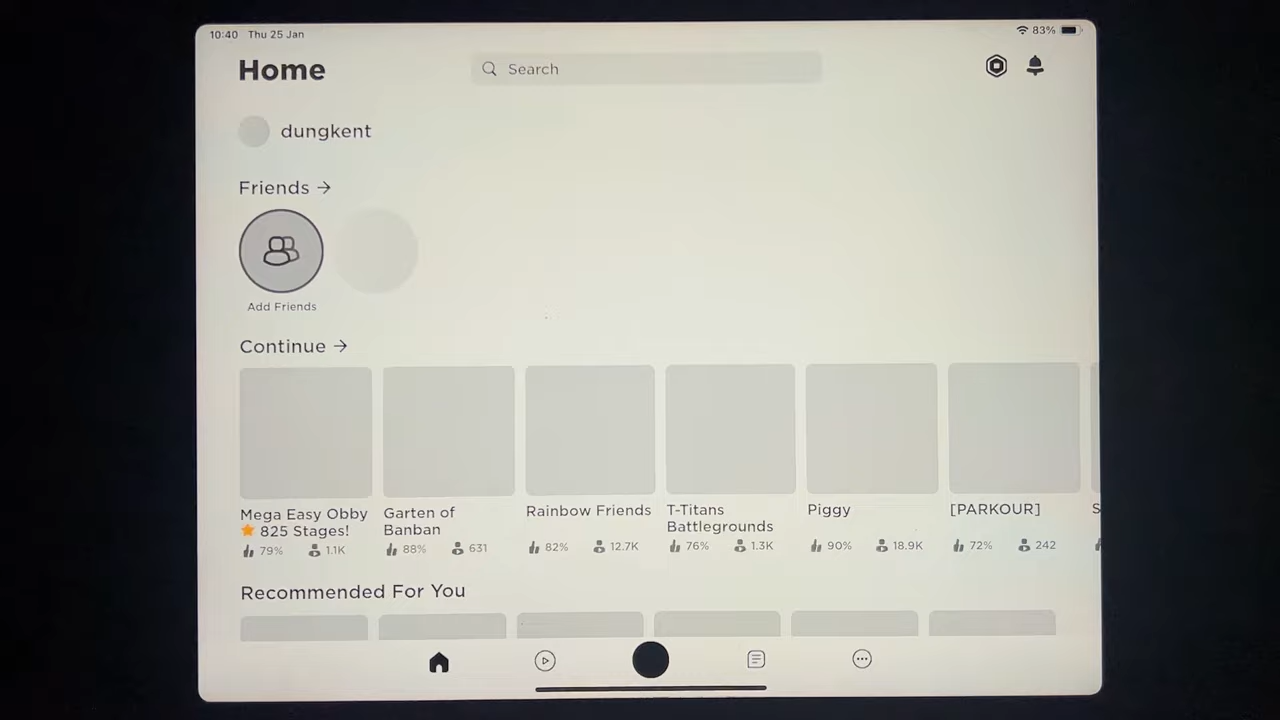 10:40 Thu 25 Jan
83%
Home
Search
dungkent
Friends →
Add Friends
Continue →
Mega Easy Obby
⭐ 825 Stages!
79% 1.1K
Garten of
Banban
88% 631
Rainbow Friends
82% 12.7K
T-Titans
Battlegrounds
76% 1.3K
Piggy
90% 18.9K
[PARKOUR]
72% 242
S
Recommended For You